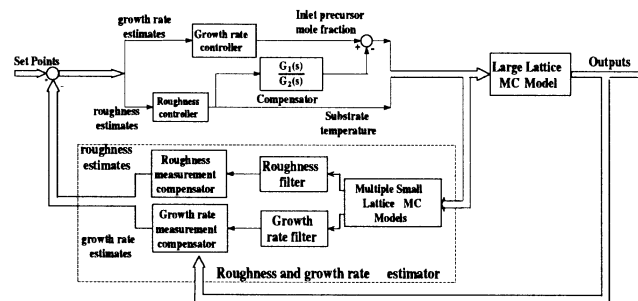 growth rate
estimates
Growth rate
controller
Inlet precursor
mole fraction
Set Points
+
-
-
G₁(s)
G₂(s)
Compensator
Large Lattice
MC Model
Outputs
roughness
estimates
Roughness
controller
Substrate
temperature
roughness
estimates
Roughness
measurement
compensator
Roughness
filter
Multiple Small
Lattice MC
Models
Growth rate
measurement
compensator
Growth
rate filter
growth rate
estimates
Roughness and growth rate estimator